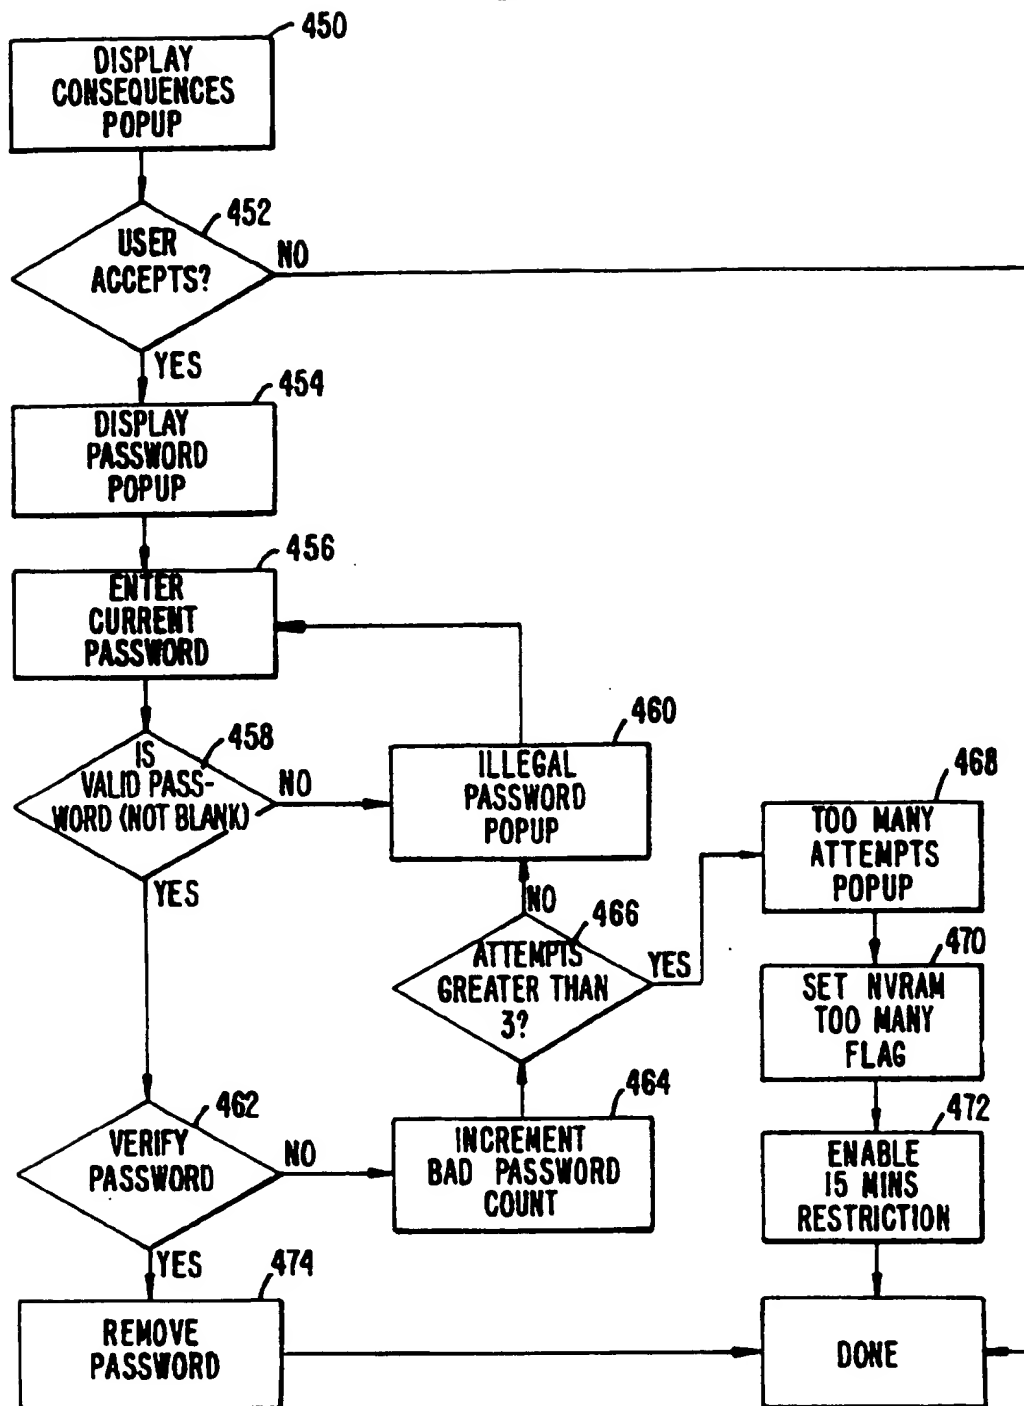 450
DISPLAY
CONSEQUENCES
POPUP
452
USER
ACCEPTS?
NO
YES
454
DISPLAY
PASSWORD
POPUP
456
ENTER
CURRENT
PASSWORD
458
IS
VALID PASS-
WORD (NOT BLANK)
NO
YES
460
ILLEGAL
PASSWORD
POPUP
NO
466
ATTEMPTS
GREATER THAN
3?
YES
468
TOO MANY
ATTEMPTS
POPUP
470
SET NVRAM
TOO MANY
FLAG
472
ENABLE
15 MINS
RESTRICTION
462
VERIFY
PASSWORD
NO
YES
464
INCREMENT
BAD PASSWORD
COUNT
474
REMOVE
PASSWORD
DONE